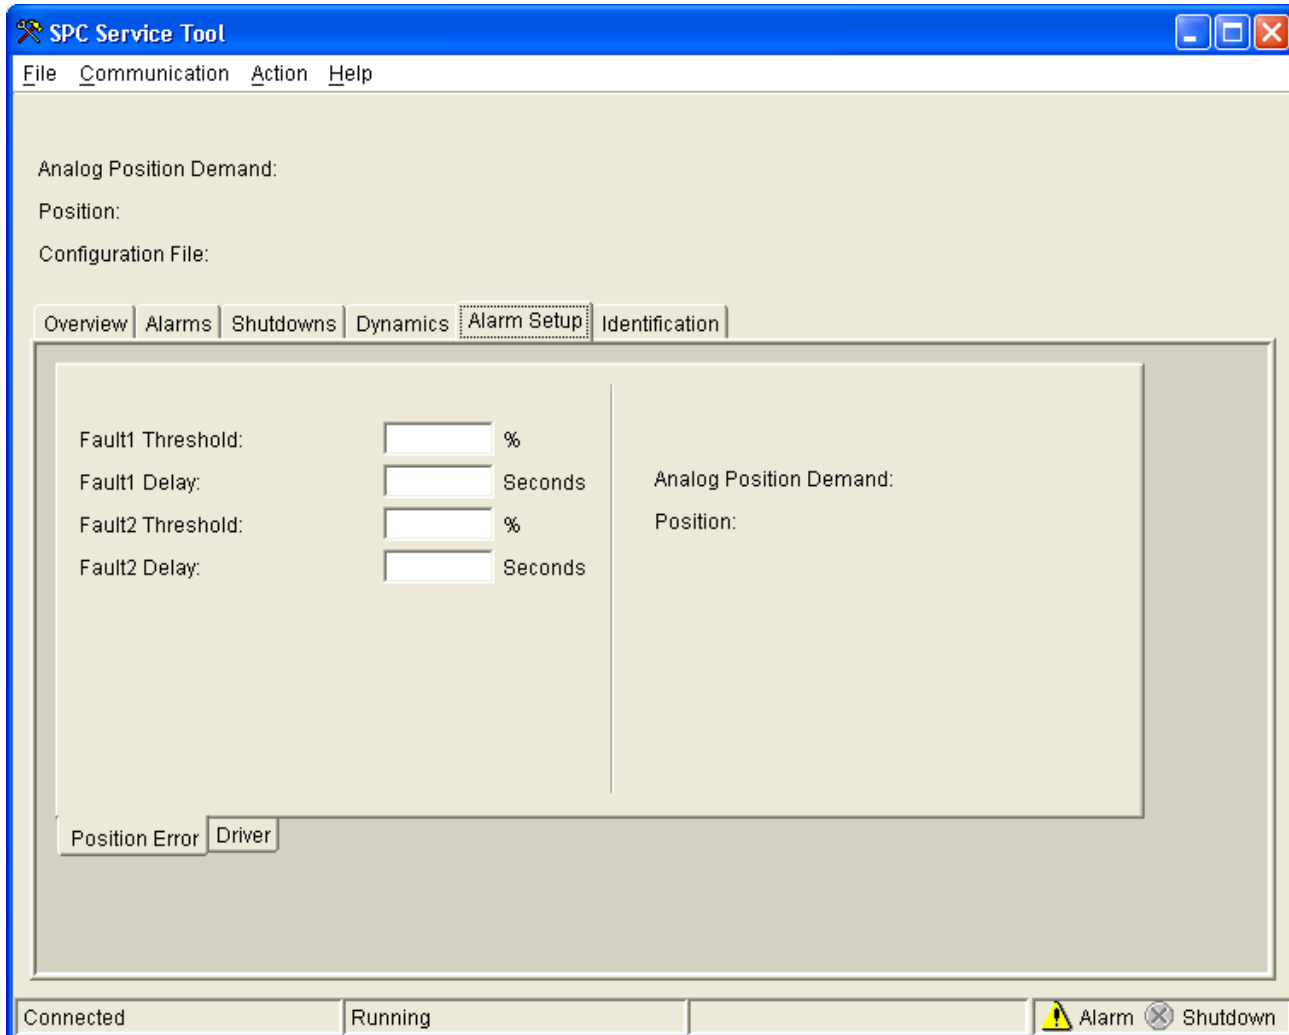 SPC Service Tool
File Communication Action Help
Analog Position Demand:
Position:
Configuration File:
Overview Alarms Shutdowns Dynamics Alarm Setup Identification
Fault1 Threshold: %
Fault1 Delay: Seconds
Fault2 Threshold: %
Fault2 Delay: Seconds
Analog Position Demand:
Position:
Position Error Driver
Connected Running Alarm Shutdown